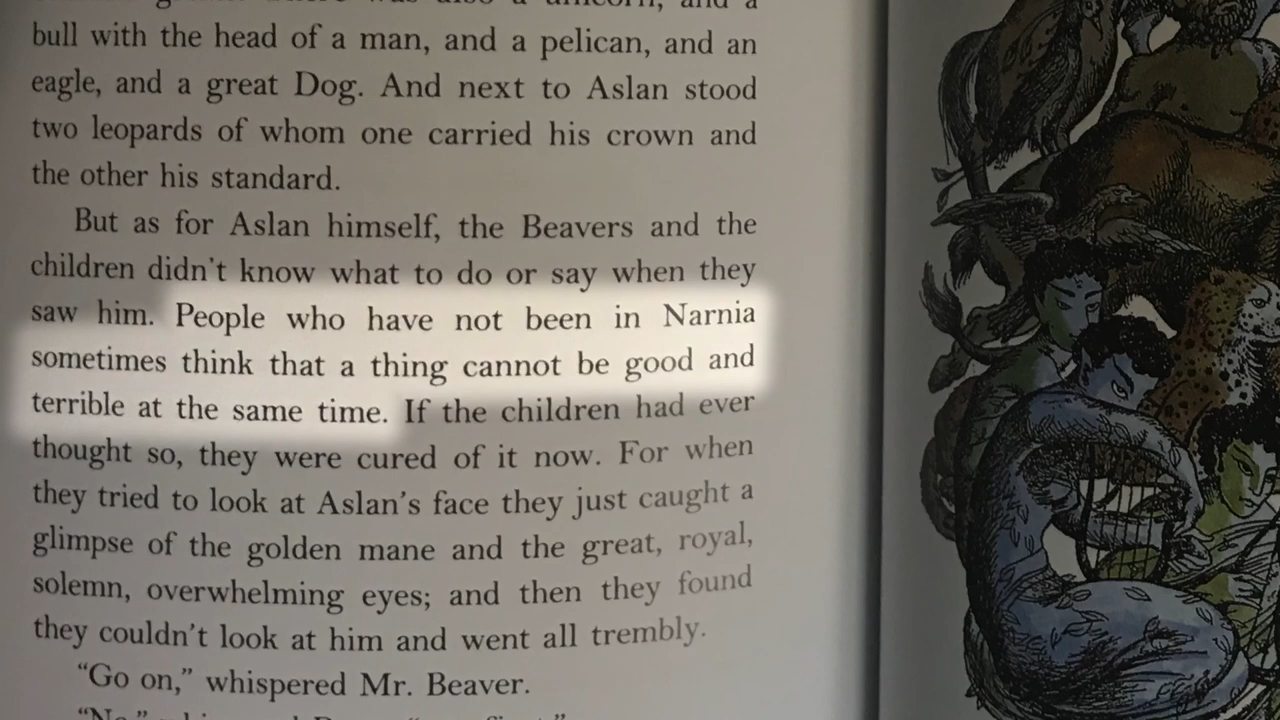 was also a unicorn, and a
bull with the head of a man, and a pelican, and an
eagle, and a great Dog. And next to Aslan stood
two leopards of whom one carried his crown and
the other his standard.
But as for Aslan himself, the Beavers and the
children didn't know what to do or say when they
saw him. People who have not been in Narnia
sometimes think that a thing cannot be good and
terrible at the same time. If the children had ever
thought so, they were cured of it now. For when
they tried to look at Aslan's face they just caught a
glimpse of the golden mane and the great, royal,
solemn, overwhelming eyes; and then they found
they couldn't look at him and went all trembly.
“Go on,” whispered Mr. Beaver.
“No,”